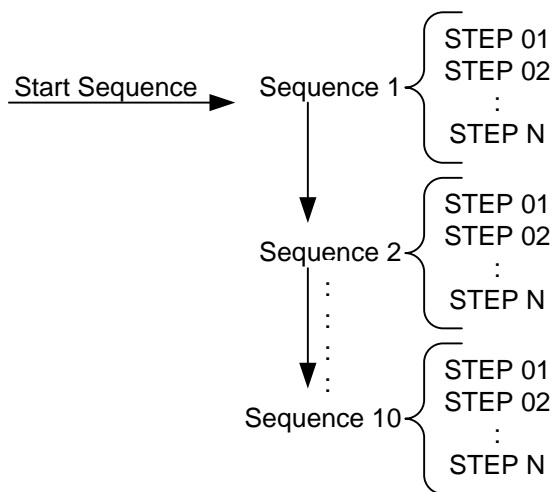 STEP 01
STEP 02
:
STEP N
Start Sequence
Sequence 1
STEP 01
STEP 02
:
STEP N
Sequence 2
:
:
:
:
STEP 01
STEP 02
:
STEP N
Sequence 10